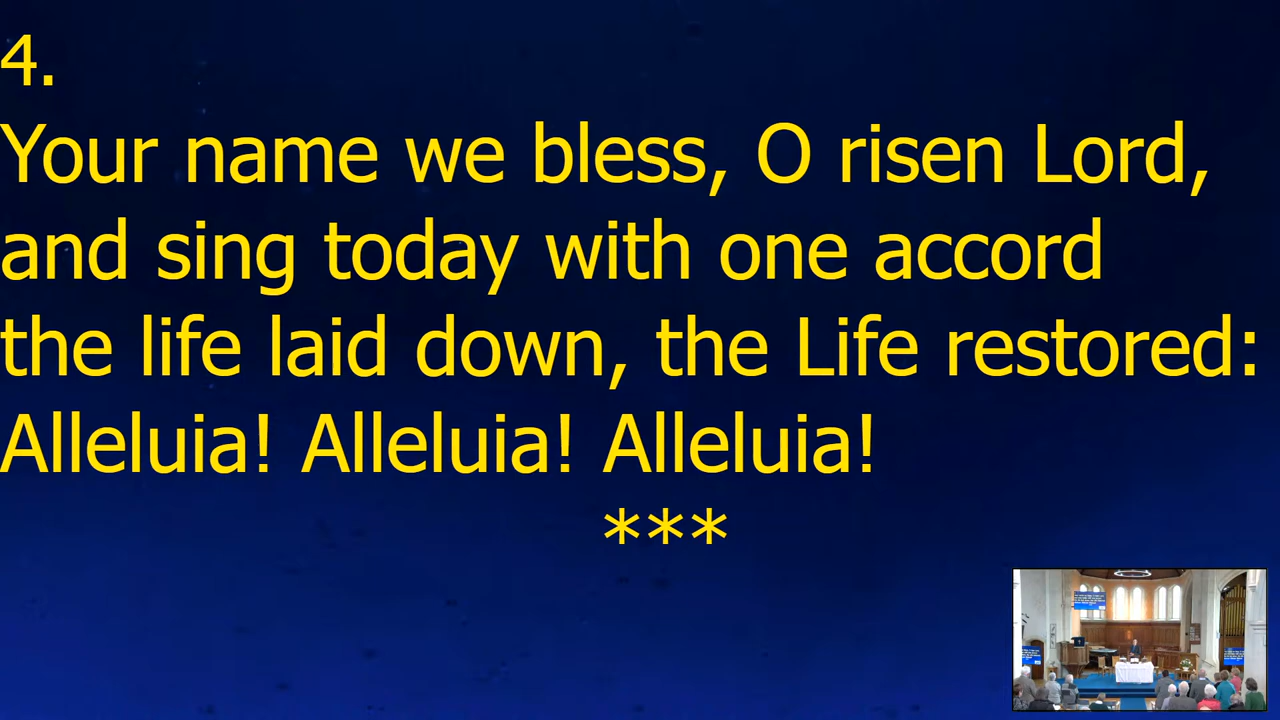 4.
Your name we bless, O risen Lord,
and sing today with one accord
the life laid down, the Life restored:
Alleluia! Alleluia! Alleluia!
***